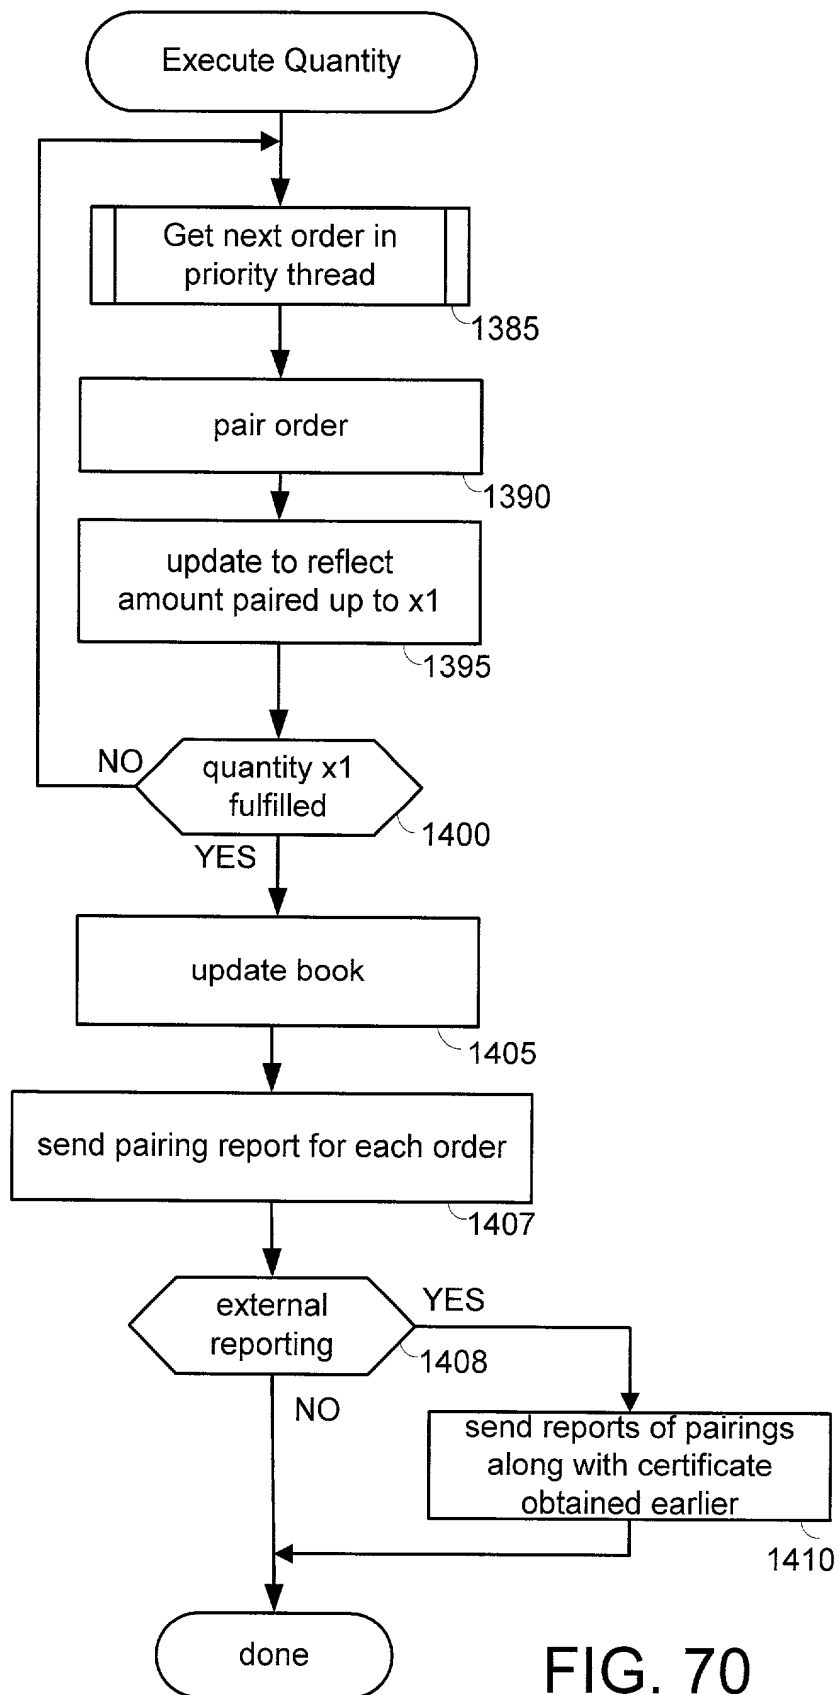 Execute Quantity
Get next order in
priority thread
1385
pair order
1390
update to reflect
amount paired up to x1
1395
NO
quantity x1
fulfilled
1400
YES
update book
1405
send pairing report for each order
1407
external
reporting
YES
1408
NO
send reports of pairings
along with certificate
obtained earlier
1410
done
FIG. 70